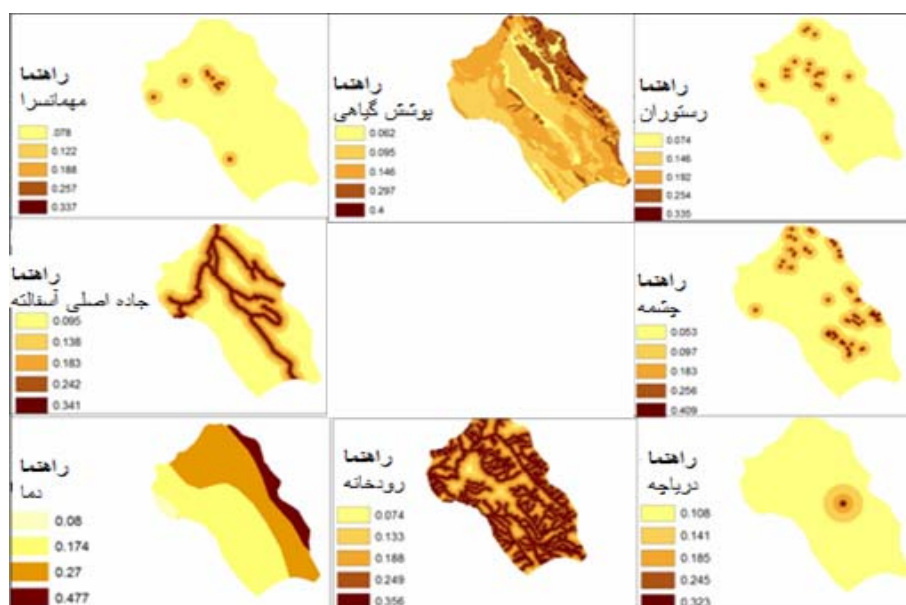 راهنما
مهمانسرا
.078
0.122
0.188
0.257
0.337
راهنما
پوشش گیاهی
0.062
0.095
0.146
0.297
0.4
راهنما
رستوران
0.074
0.146
0.192
0.254
0.335
راهنما
جاده اصلی آسفالته
0.095
0.138
0.183
0.242
0.341
راهنما
چشمه
0.053
0.097
0.183
0.256
0.409
راهنما
دما
0.08
0.174
0.27
0.477
راهنما
رودخانه
0.074
0.133
0.188
0.249
0.356
راهنما
دریاچه
0.108
0.141
0.185
0.245
0.323